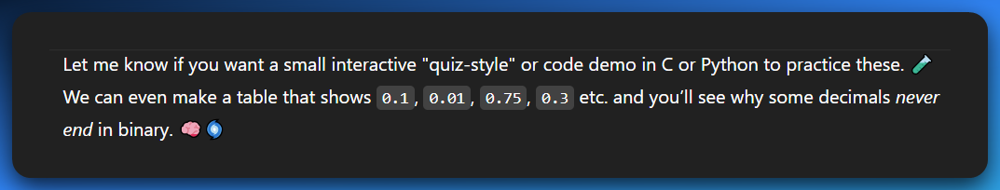 Let me know if you want a small interactive "quiz-style" or code demo in C or Python to practice these. 🧪
We can even make a table that shows 0.1, 0.01, 0.75, 0.3 etc. and you’ll see why some decimals never
end in binary. 🧠🌀